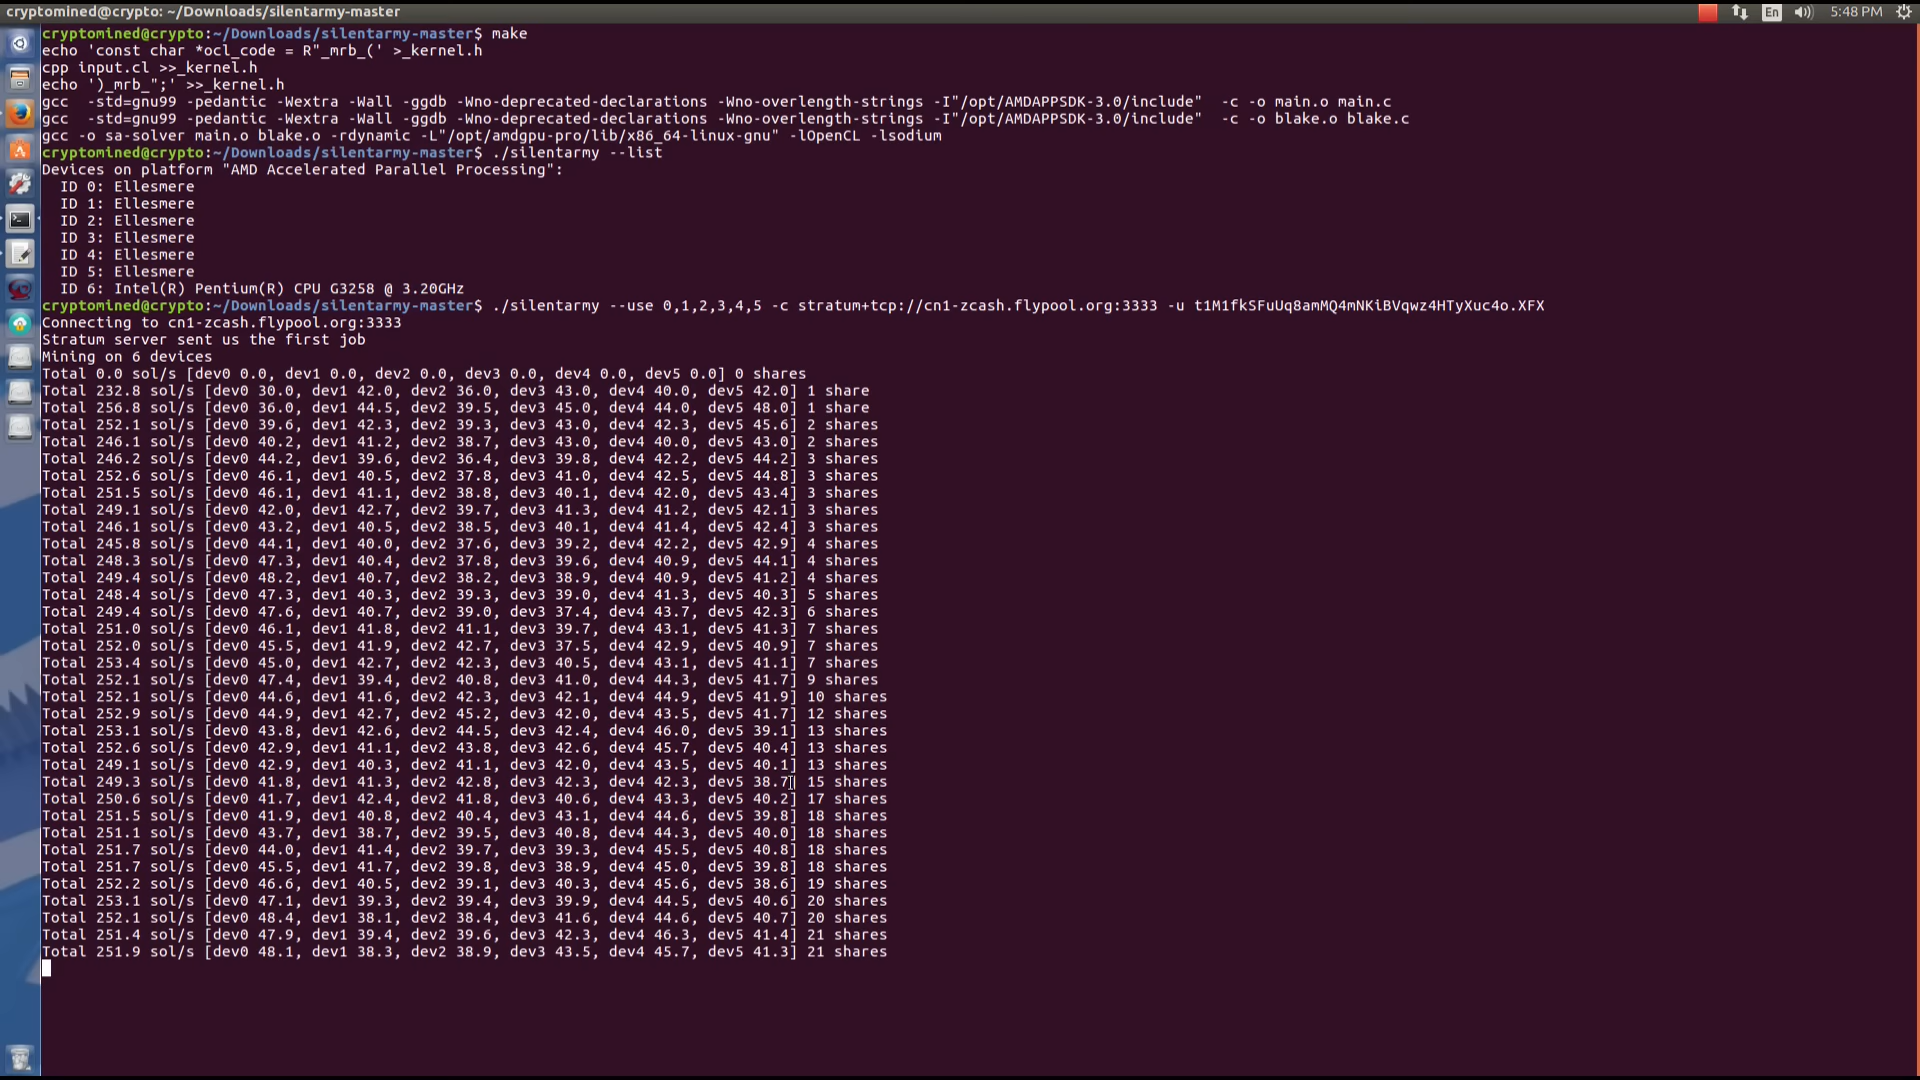 cryptomined@crypto: ~/Downloads/silentarmy-master
En
5:48 PM
cryptomined@crypto:~/Downloads/silentarmy-master$ make
echo 'const char *ocl_code = R"_mrb_(' >_kernel.h
cpp input.cl >>_kernel.h
echo ')_mrb_";' >>_kernel.h
gcc  -std=gnu99 -pedantic -Wextra -Wall -ggdb -Wno-deprecated-declarations -Wno-overlength-strings -I"/opt/AMDAPPSDK-3.0/include"  -c -o main.o main.c
gcc  -std=gnu99 -pedantic -Wextra -Wall -ggdb -Wno-deprecated-declarations -Wno-overlength-strings -I"/opt/AMDAPPSDK-3.0/include"  -c -o blake.o blake.c
gcc -o sa-solver main.o blake.o -rdynamic -L"/opt/amdgpu-pro/lib/x86_64-linux-gnu" -lOpenCL -lsodium
cryptomined@crypto:~/Downloads/silentarmy-master$ ./silentarmy --list
Devices on platform "AMD Accelerated Parallel Processing":
  ID 0: Ellesmere
  ID 1: Ellesmere
  ID 2: Ellesmere
  ID 3: Ellesmere
  ID 4: Ellesmere
  ID 5: Ellesmere
  ID 6: Intel(R) Pentium(R) CPU G3258 @ 3.20GHz
cryptomined@crypto:~/Downloads/silentarmy-master$ ./silentarmy --use 0,1,2,3,4,5 -c stratum+tcp://cn1-zcash.flypool.org:3333 -u t1M1fkSFuUq8amMQ4mNKiBVqwz4HTyXuc4o.XFX
Connecting to cn1-zcash.flypool.org:3333
Stratum server sent us the first job
Mining on 6 devices
Total 0.0 sol/s [dev0 0.0, dev1 0.0, dev2 0.0, dev3 0.0, dev4 0.0, dev5 0.0] 0 shares
Total 232.8 sol/s [dev0 30.0, dev1 42.0, dev2 36.0, dev3 43.0, dev4 40.0, dev5 42.0] 1 share
Total 256.8 sol/s [dev0 36.0, dev1 44.5, dev2 39.5, dev3 45.0, dev4 44.0, dev5 48.0] 1 share
Total 252.1 sol/s [dev0 39.6, dev1 42.3, dev2 39.3, dev3 43.0, dev4 42.3, dev5 45.6] 2 shares
Total 246.1 sol/s [dev0 40.2, dev1 41.2, dev2 38.7, dev3 43.0, dev4 40.0, dev5 43.0] 2 shares
Total 246.2 sol/s [dev0 44.2, dev1 39.6, dev2 36.4, dev3 39.8, dev4 42.2, dev5 44.2] 3 shares
Total 252.6 sol/s [dev0 46.1, dev1 40.5, dev2 37.8, dev3 41.0, dev4 42.5, dev5 44.8] 3 shares
Total 251.5 sol/s [dev0 46.1, dev1 41.1, dev2 38.8, dev3 40.1, dev4 42.0, dev5 43.4] 3 shares
Total 249.1 sol/s [dev0 42.0, dev1 42.7, dev2 39.7, dev3 41.3, dev4 41.2, dev5 42.1] 3 shares
Total 246.1 sol/s [dev0 43.2, dev1 40.5, dev2 38.5, dev3 40.1, dev4 41.4, dev5 42.4] 3 shares
Total 245.8 sol/s [dev0 44.1, dev1 40.0, dev2 37.6, dev3 39.2, dev4 42.2, dev5 42.9] 4 shares
Total 248.3 sol/s [dev0 47.3, dev1 40.4, dev2 37.8, dev3 39.6, dev4 40.9, dev5 44.1] 4 shares
Total 249.4 sol/s [dev0 48.2, dev1 40.7, dev2 38.2, dev3 38.9, dev4 40.9, dev5 41.2] 4 shares
Total 248.4 sol/s [dev0 47.3, dev1 40.3, dev2 39.3, dev3 39.0, dev4 41.3, dev5 40.3] 5 shares
Total 249.4 sol/s [dev0 47.6, dev1 40.7, dev2 39.0, dev3 37.4, dev4 43.7, dev5 42.3] 6 shares
Total 251.0 sol/s [dev0 46.1, dev1 41.8, dev2 41.1, dev3 39.7, dev4 43.1, dev5 41.3] 7 shares
Total 252.0 sol/s [dev0 45.5, dev1 41.9, dev2 42.7, dev3 37.5, dev4 42.9, dev5 40.9] 7 shares
Total 253.4 sol/s [dev0 45.0, dev1 42.7, dev2 42.3, dev3 40.5, dev4 43.1, dev5 41.1] 7 shares
Total 252.1 sol/s [dev0 47.4, dev1 39.4, dev2 40.8, dev3 41.0, dev4 44.3, dev5 41.7] 9 shares
Total 252.1 sol/s [dev0 44.6, dev1 41.6, dev2 42.3, dev3 42.1, dev4 44.9, dev5 41.9] 10 shares
Total 252.9 sol/s [dev0 44.9, dev1 42.7, dev2 45.2, dev3 42.0, dev4 43.5, dev5 41.7] 12 shares
Total 253.1 sol/s [dev0 43.8, dev1 42.6, dev2 44.5, dev3 42.4, dev4 46.0, dev5 39.1] 13 shares
Total 252.6 sol/s [dev0 42.9, dev1 41.1, dev2 43.8, dev3 42.6, dev4 45.7, dev5 40.4] 13 shares
Total 249.1 sol/s [dev0 42.9, dev1 40.3, dev2 41.1, dev3 42.0, dev4 43.5, dev5 40.1] 13 shares
Total 249.3 sol/s [dev0 41.8, dev1 41.3, dev2 42.8, dev3 42.3, dev4 42.3, dev5 38.7] 15 shares
Total 250.6 sol/s [dev0 41.7, dev1 42.4, dev2 41.8, dev3 40.6, dev4 43.3, dev5 40.2] 17 shares
Total 251.5 sol/s [dev0 41.9, dev1 40.8, dev2 40.4, dev3 43.1, dev4 44.6, dev5 39.8] 18 shares
Total 251.1 sol/s [dev0 43.7, dev1 38.7, dev2 39.5, dev3 40.8, dev4 44.3, dev5 40.0] 18 shares
Total 251.7 sol/s [dev0 44.0, dev1 41.4, dev2 39.7, dev3 39.3, dev4 45.5, dev5 40.8] 18 shares
Total 251.7 sol/s [dev0 45.5, dev1 41.7, dev2 39.8, dev3 38.9, dev4 45.0, dev5 39.8] 18 shares
Total 252.2 sol/s [dev0 46.6, dev1 40.5, dev2 39.1, dev3 40.3, dev4 45.6, dev5 38.6] 19 shares
Total 253.1 sol/s [dev0 47.1, dev1 39.3, dev2 39.4, dev3 39.9, dev4 44.5, dev5 40.6] 20 shares
Total 252.1 sol/s [dev0 48.4, dev1 38.1, dev2 38.4, dev3 41.6, dev4 44.6, dev5 40.7] 20 shares
Total 251.4 sol/s [dev0 47.9, dev1 39.4, dev2 39.6, dev3 42.3, dev4 46.3, dev5 41.4] 21 shares
Total 251.9 sol/s [dev0 48.1, dev1 38.3, dev2 38.9, dev3 43.5, dev4 45.7, dev5 41.3] 21 shares